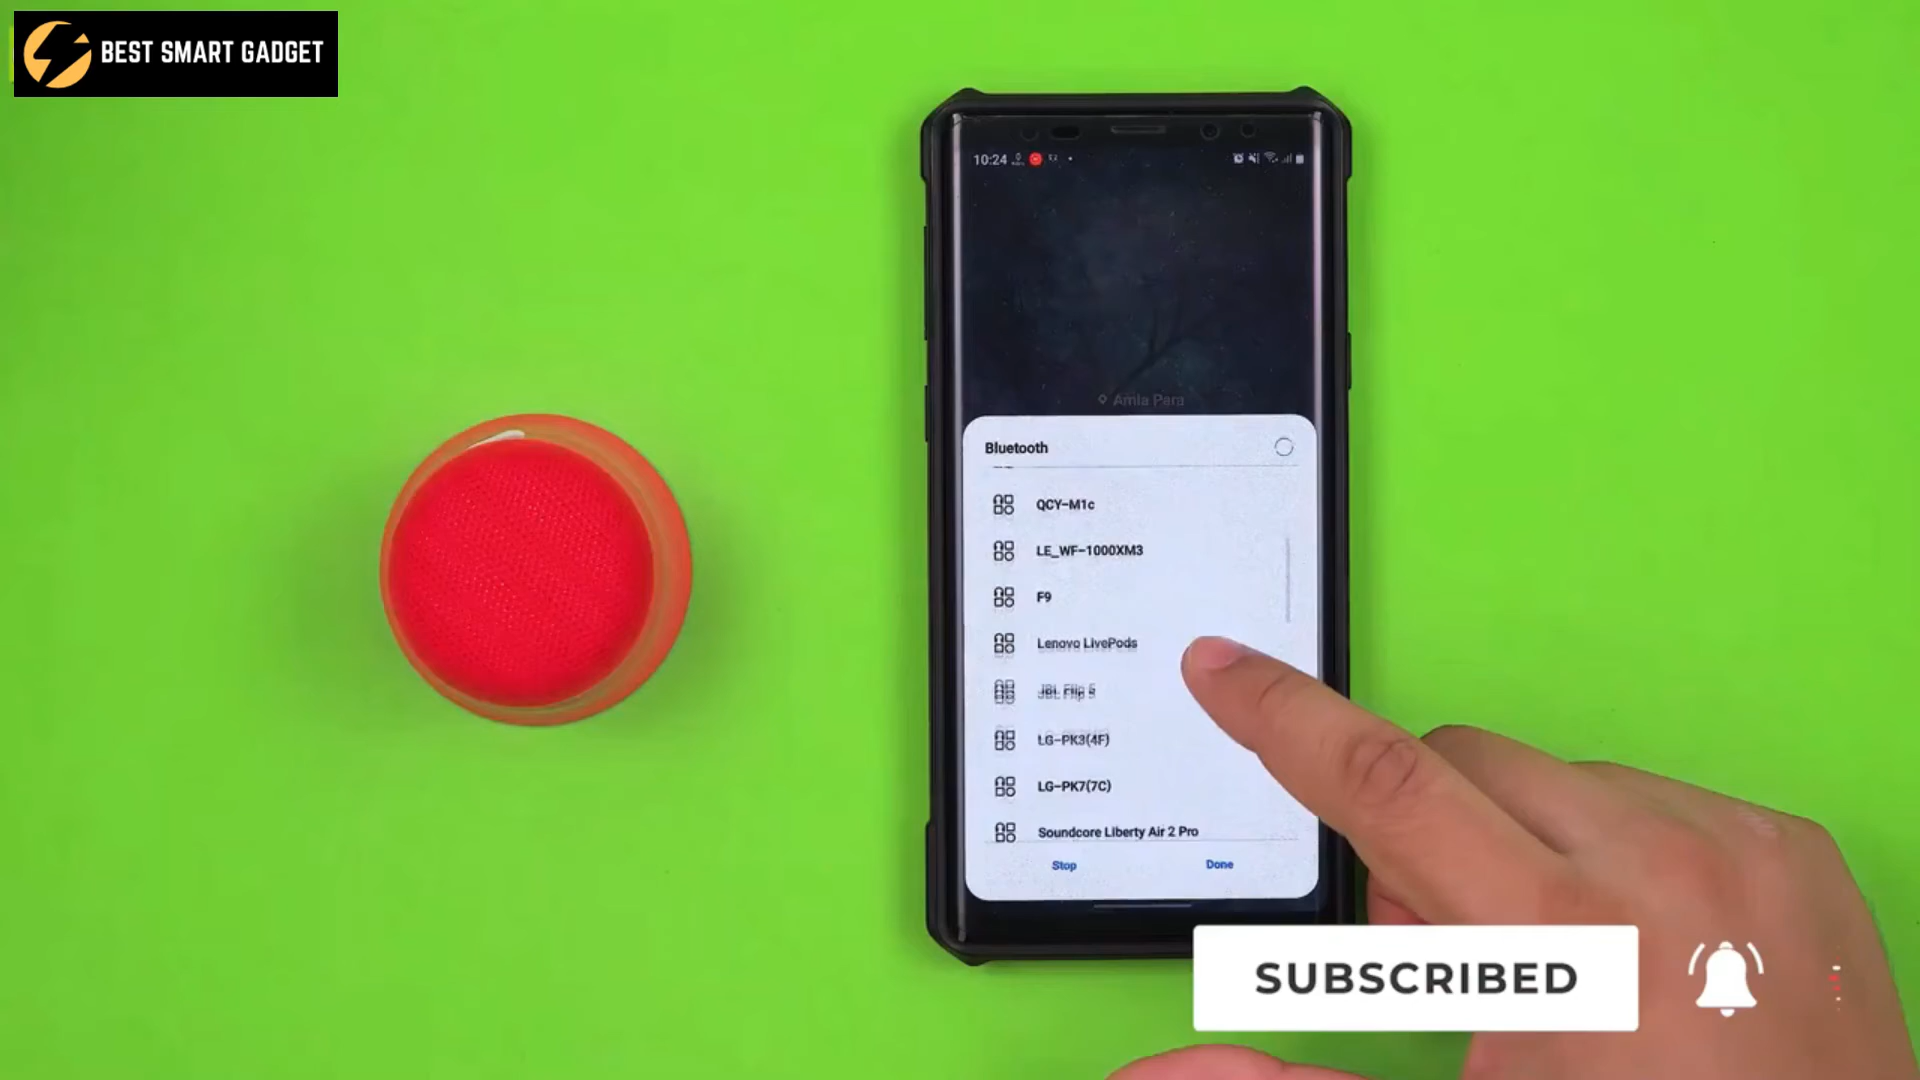 BEST SMART GADGET
10:24
Amla Para
Bluetooth
QCY-M1c
LE_WF-1000XM3
F9
Lenovo LivePods
JBL Flip 5
LG-PK3(4F)
LG-PK7(7C)
Soundcore Liberty Air 2 Pro
Stop
Done
SUBSCRIBED